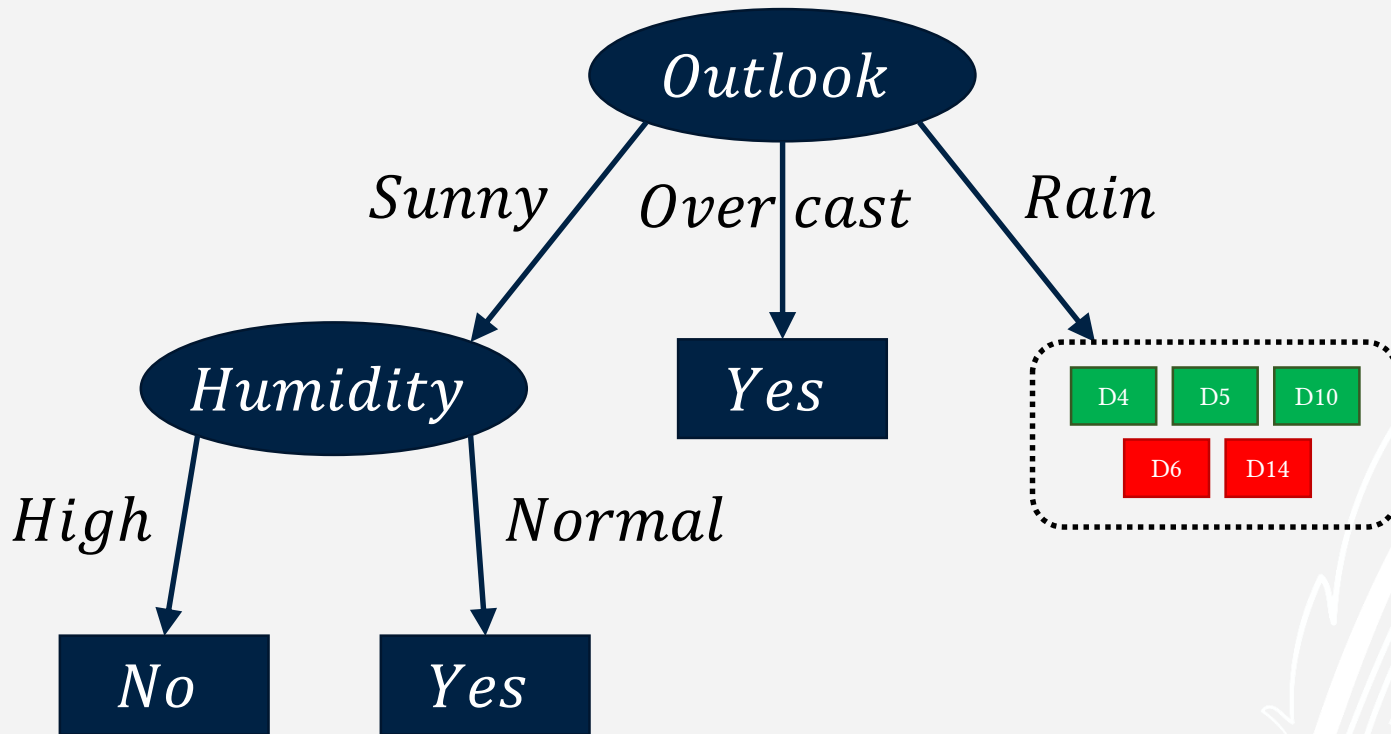 Outlook
Sunny
Over cast
Rain
Humidity
Yes
D4 D5 D10
D6 D14
High
Normal
No
Yes